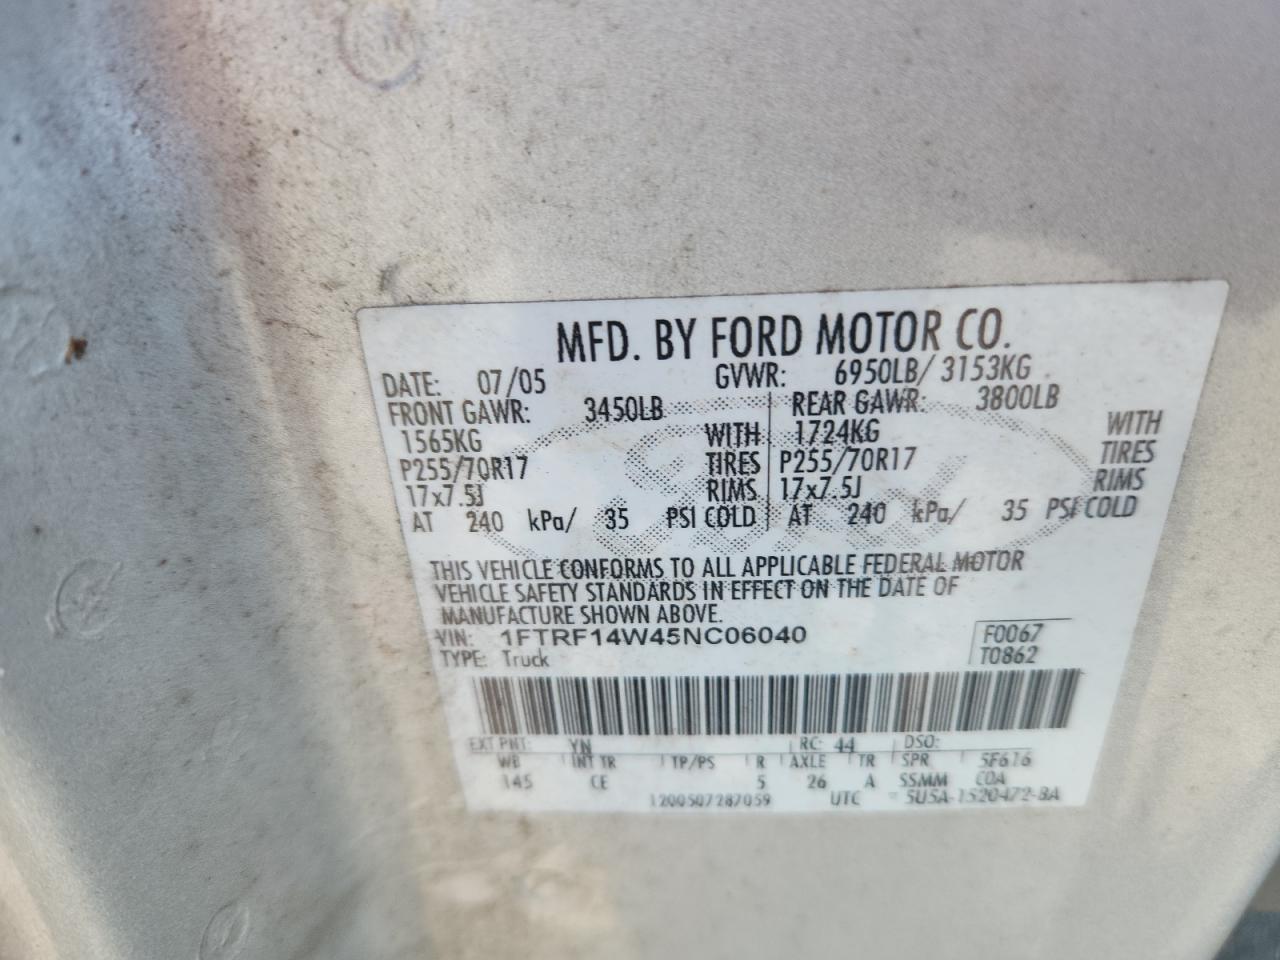 MFD. BY FORD MOTOR CO.
DATE: 07/05 GVWR: 6950LB/ 3153KG
FRONT GAWR: 3450LB REAR GAWR: 3800LB
1565KG WITH 1724KG WITH
P255/70R17 TIRES P255/70R17 TIRES
17x7.5J RIMS 17x7.5J RIMS
AT 240 kPa/ 35 PSI COLD AT 240 kPa/ 35 PSI COLD
THIS VEHICLE CONFORMS TO ALL APPLICABLE FEDERAL MOTOR
VEHICLE SAFETY STANDARDS IN EFFECT ON THE DATE OF
MANUFACTURE SHOWN ABOVE.
VIN: 1FTRF14W45NC06040 F0067
TYPE: Truck T0862
EXT PNT: YN RC: 44 DSO:
WB INT TR TP/PS R AXLE TR SPR 5F616
145 CE 5 26 A SSMM COA
1200507287059 UTC 5U5A-1520472-BA